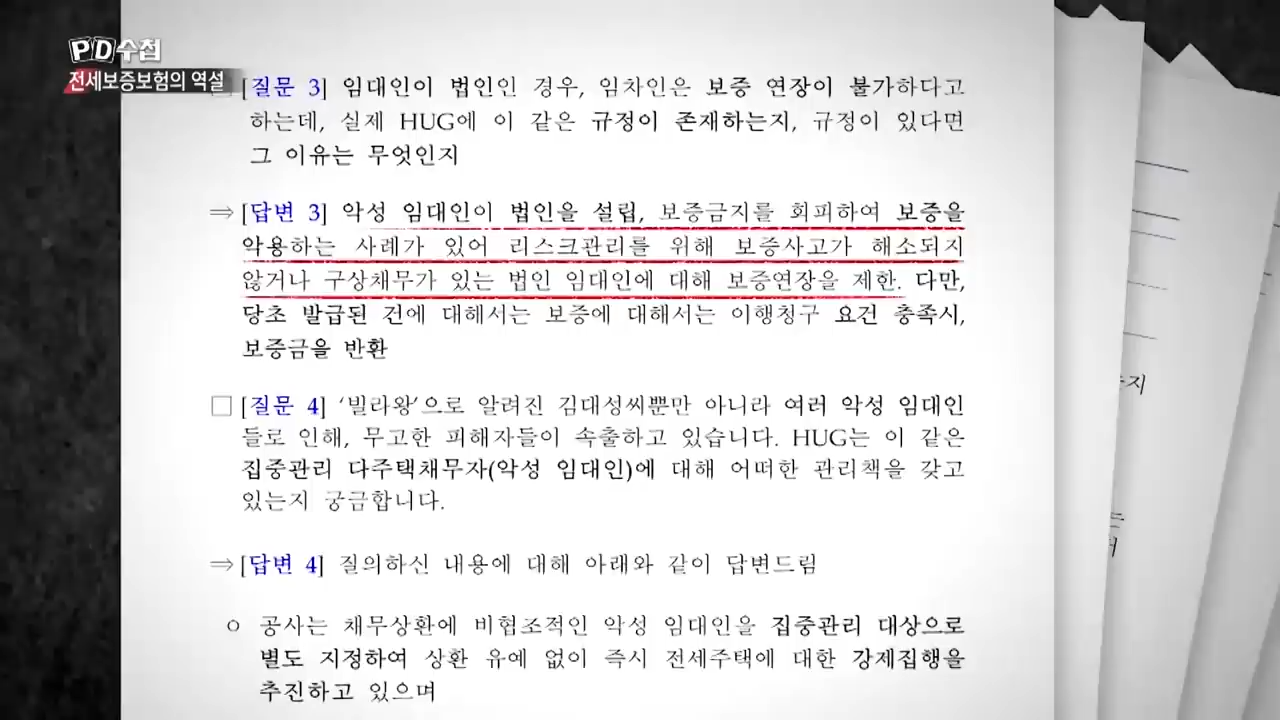 PD수첩
전세보증보험의 역설
[질문 3] 임대인이 법인인 경우, 임차인은 보증 연장이 불가하다고
하는데, 실제 HUG에 이 같은 규정이 존재하는지, 규정이 있다면
그 이유는 무엇인지
⇒ [답변 3] 악성 임대인이 법인을 설립, 보증금지를 회피하여 보증을
악용하는 사례가 있어 리스크관리를 위해 보증사고가 해소되지
않거나 구상채무가 있는 법인 임대인에 대해 보증연장을 제한. 다만,
당초 발급된 건에 대해서는 보증에 대해서는 이행청구 요건 충족시,
보증금을 반환
□ [질문 4] ‘빌라왕’으로 알려진 김대성씨뿐만 아니라 여러 악성 임대인
들로 인해, 무고한 피해자들이 속출하고 있습니다. HUG는 이 같은
집중관리 다주택채무자(악성 임대인)에 대해 어떠한 관리책을 갖고
있는지 궁금합니다.
⇒ [답변 4] 질의하신 내용에 대해 아래와 같이 답변드림
ㅇ 공사는 채무상환에 비협조적인 악성 임대인을 집중관리 대상으로
별도 지정하여 상환 유예 없이 즉시 전세주택에 대한 강제집행을
추진하고 있으며